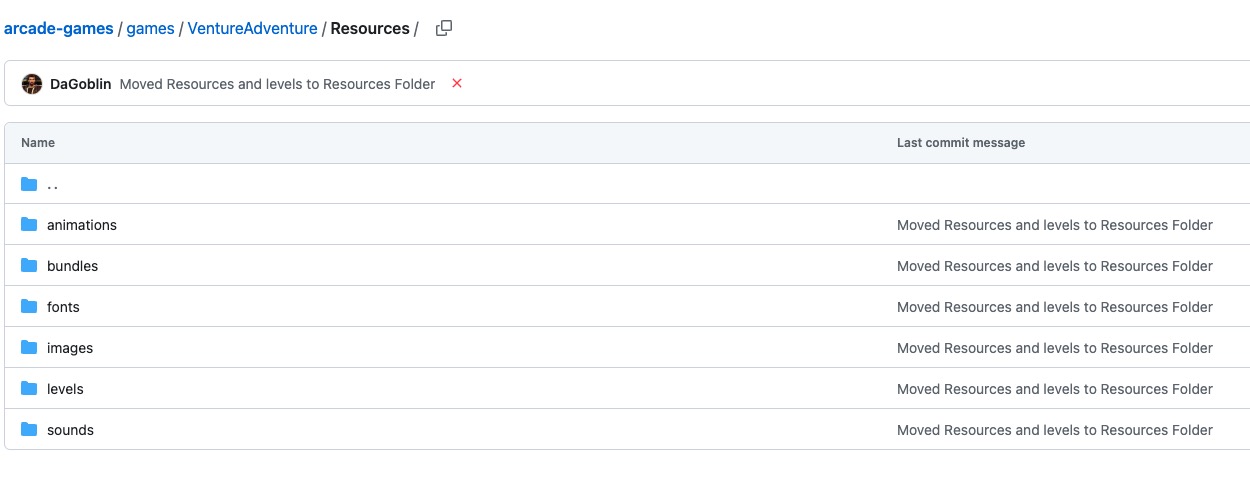 arcade-games / games / VentureAdventure / Resources /
DaGoblin Moved Resources and levels to Resources Folder
Name Last commit message
..
animations Moved Resources and levels to Resources Folder
bundles Moved Resources and levels to Resources Folder
fonts Moved Resources and levels to Resources Folder
images Moved Resources and levels to Resources Folder
levels Moved Resources and levels to Resources Folder
sounds Moved Resources and levels to Resources Folder